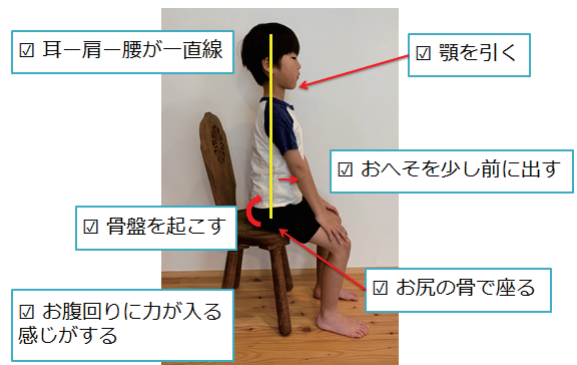 ☑ 耳ー肩ー腰が一直線
☑ 顎を引く
☑ おへそを少し前に出す
☑ 骨盤を起こす
☑ お尻の骨で座る
☑ お腹回りに力が入る
感じがする